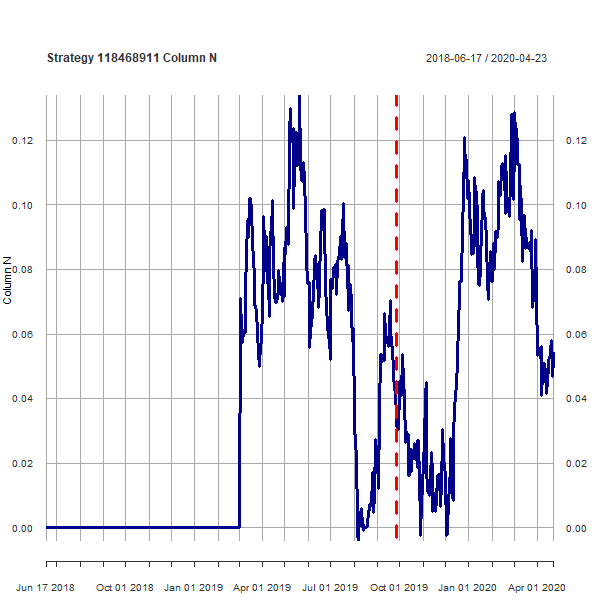 Strategy 118468911 Column N
2018-06-17 / 2020-04-23
0.12
0.12
0.10
0.10
0.08
0.08
Column N
0.06
0.06
0.04
0.04
0.02
0.02
0.00
0.00
Jun 17 2018
Oct 01 2018
Jan 01 2019
Apr 01 2019
Jul 01 2019
Oct 01 2019
Jan 01 2020
Apr 01 2020